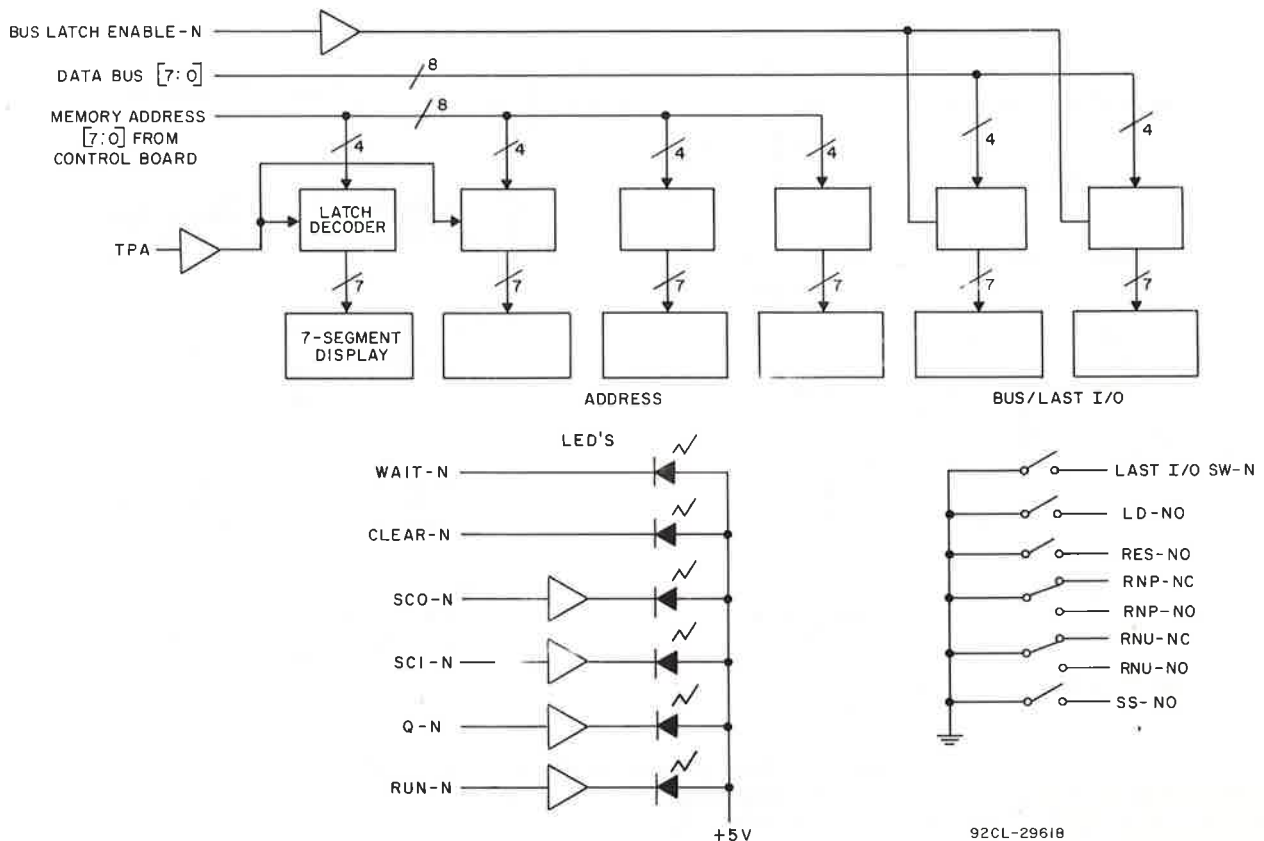 BUS LATCH ENABLE-N
DATA BUS [7:0]
8
MEMORY ADDRESS
[7:0] FROM
CONTROL BOARD
8
4
4
4
4
4
4
LATCH
DECODER
TPA
7
7
7
7
7
7
7-SEGMENT
DISPLAY
ADDRESS
BUS/LAST I/O
LED'S
WAIT-N
CLEAR-N
SCO-N
SCI-N
Q-N
RUN-N
+5V
LAST I/O SW-N
LD-NO
RES-NO
RNP-NC
RNP-NO
RNU-NC
RNU-NO
SS-NO
92CL-29618